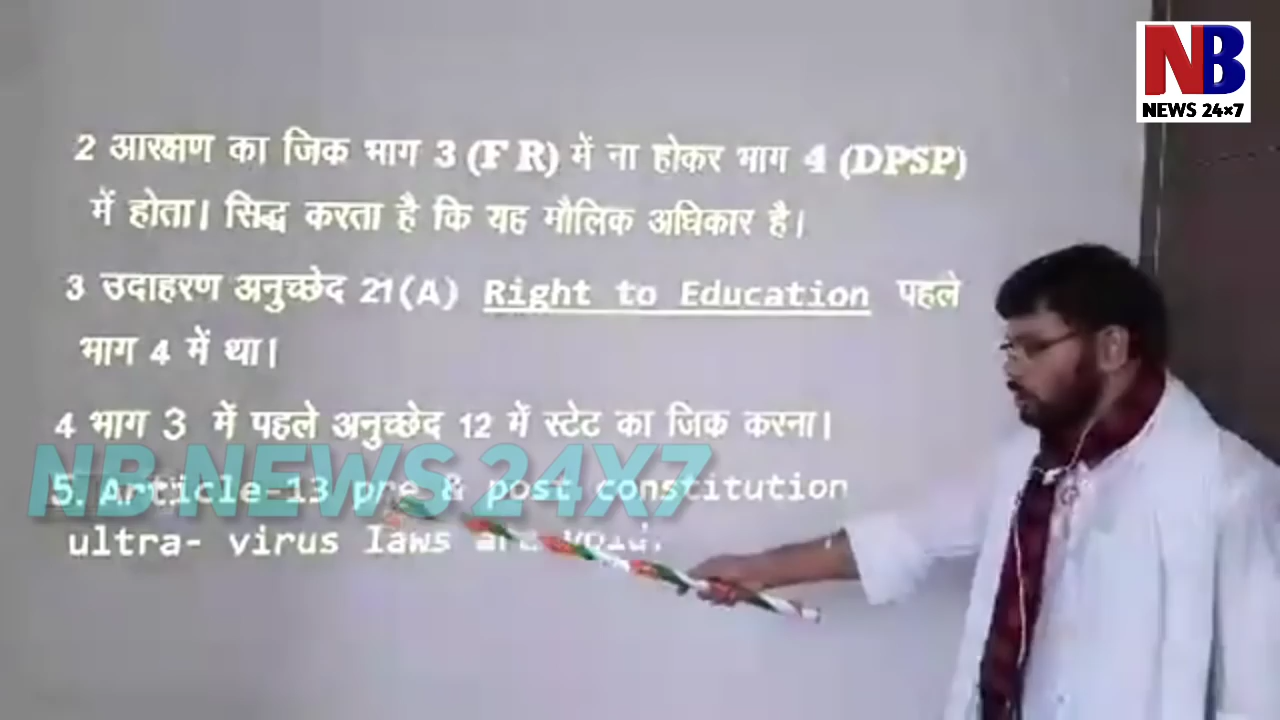 NB
NEWS 24×7
2 आरक्षण का जिक भाग 3 (F R) में ना होकर भाग 4 (DPSP)
में होता। सिद्ध करता है कि यह मौलिक अधिकार है।
3 उदाहरण अनुच्छेद 21(A) Right to Education पहले
भाग 4 में था।
4 भाग 3 में पहले अनुच्छेद 12 में स्टेट का जिक करना।
NB NEWS 24X7
5. Article-13 pre & post constitution
ultra- virus laws are void.